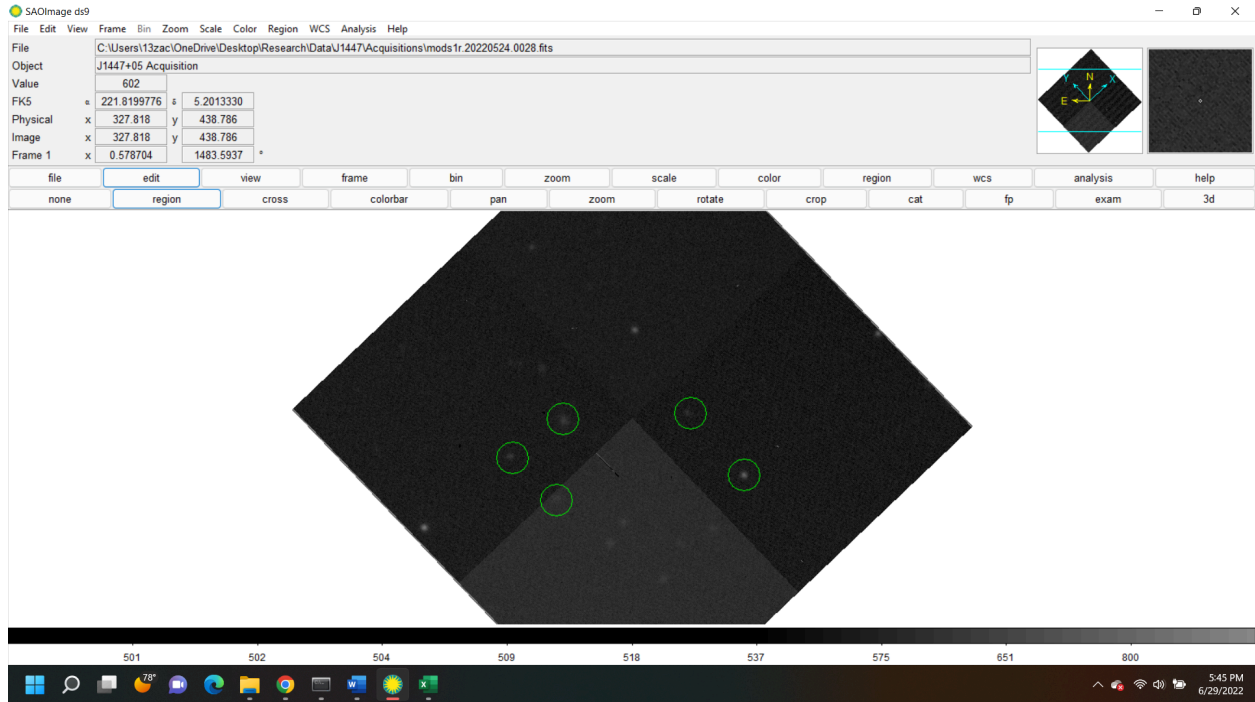 SAOImage ds9
File Edit View Frame Bin Zoom Scale Color Region WCS Analysis Help
File C:\Users\13zac\OneDrive\Desktop\Research\Data\J1447\Acquisitions\mods1r.20220524.0028.fits
Object J1447+05 Acquisition
Value 602
FK5 α 221.8199776 δ 5.2013330
Physical x 327.818 y 438.786
Image x 327.818 y 438.786
Frame 1 x 0.578704 1483.5937 °
Y N X
E
file edit view frame bin zoom scale color region wcs analysis help
none region cross colorbar pan zoom rotate crop cat fp exam 3d
501 502 504 509 518 537 575 651 800
78°
5:45 PM
6/29/2022